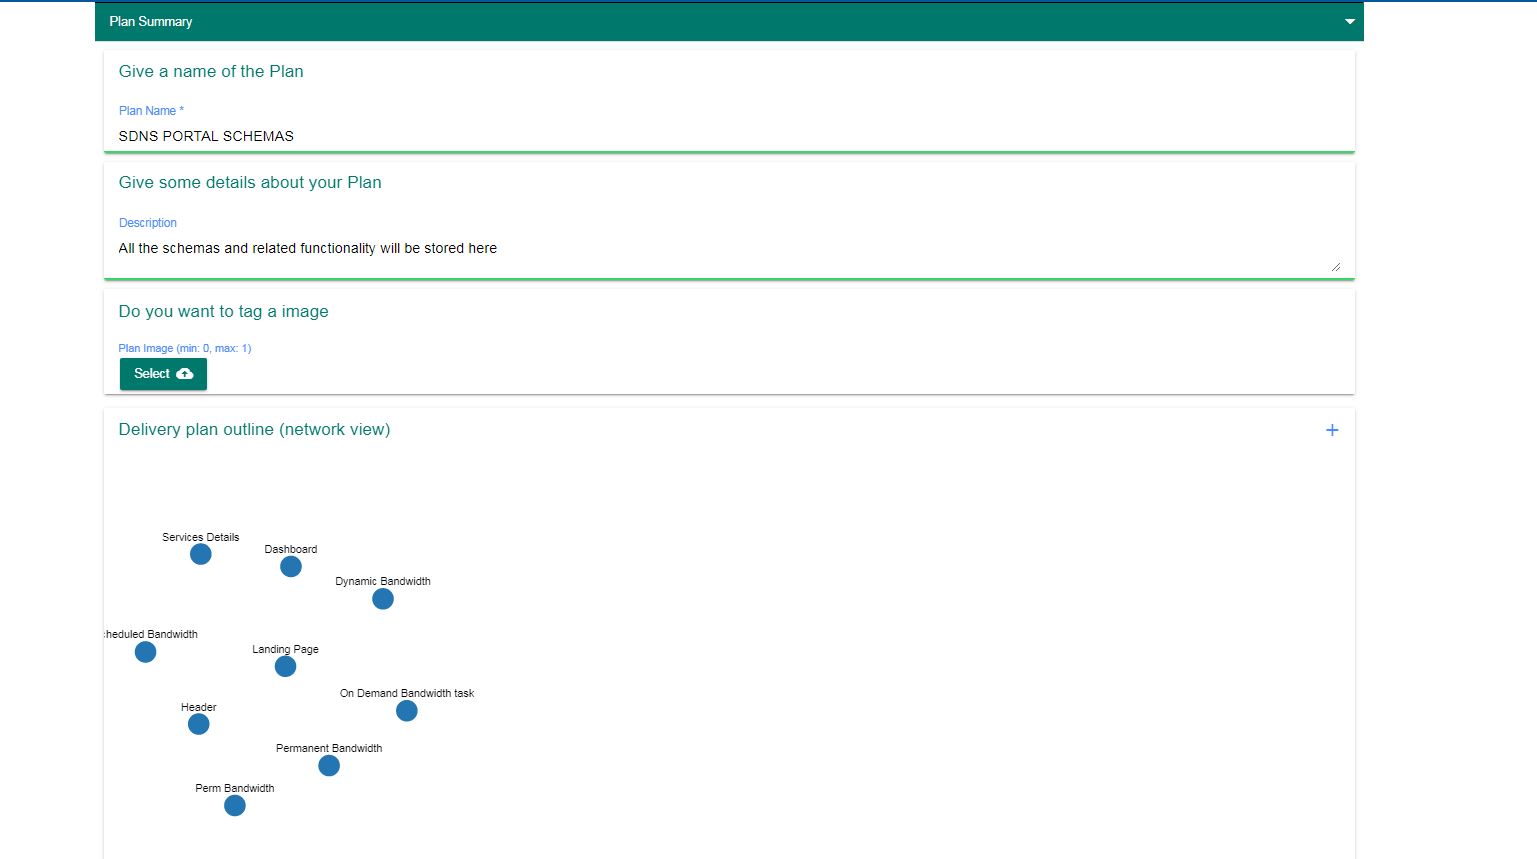 Plan Summary
Give a name of the Plan
Plan Name *
SDNS PORTAL SCHEMAS
Give some details about your Plan
Description
All the schemas and related functionality will be stored here
Do you want to tag a image
Plan Image (min: 0, max: 1)
Select
Delivery plan outline (network view)
+
Services Details
Dashboard
Dynamic Bandwidth
heduled Bandwidth
Landing Page
On Demand Bandwidth task
Header
Permanent Bandwidth
Perm Bandwidth